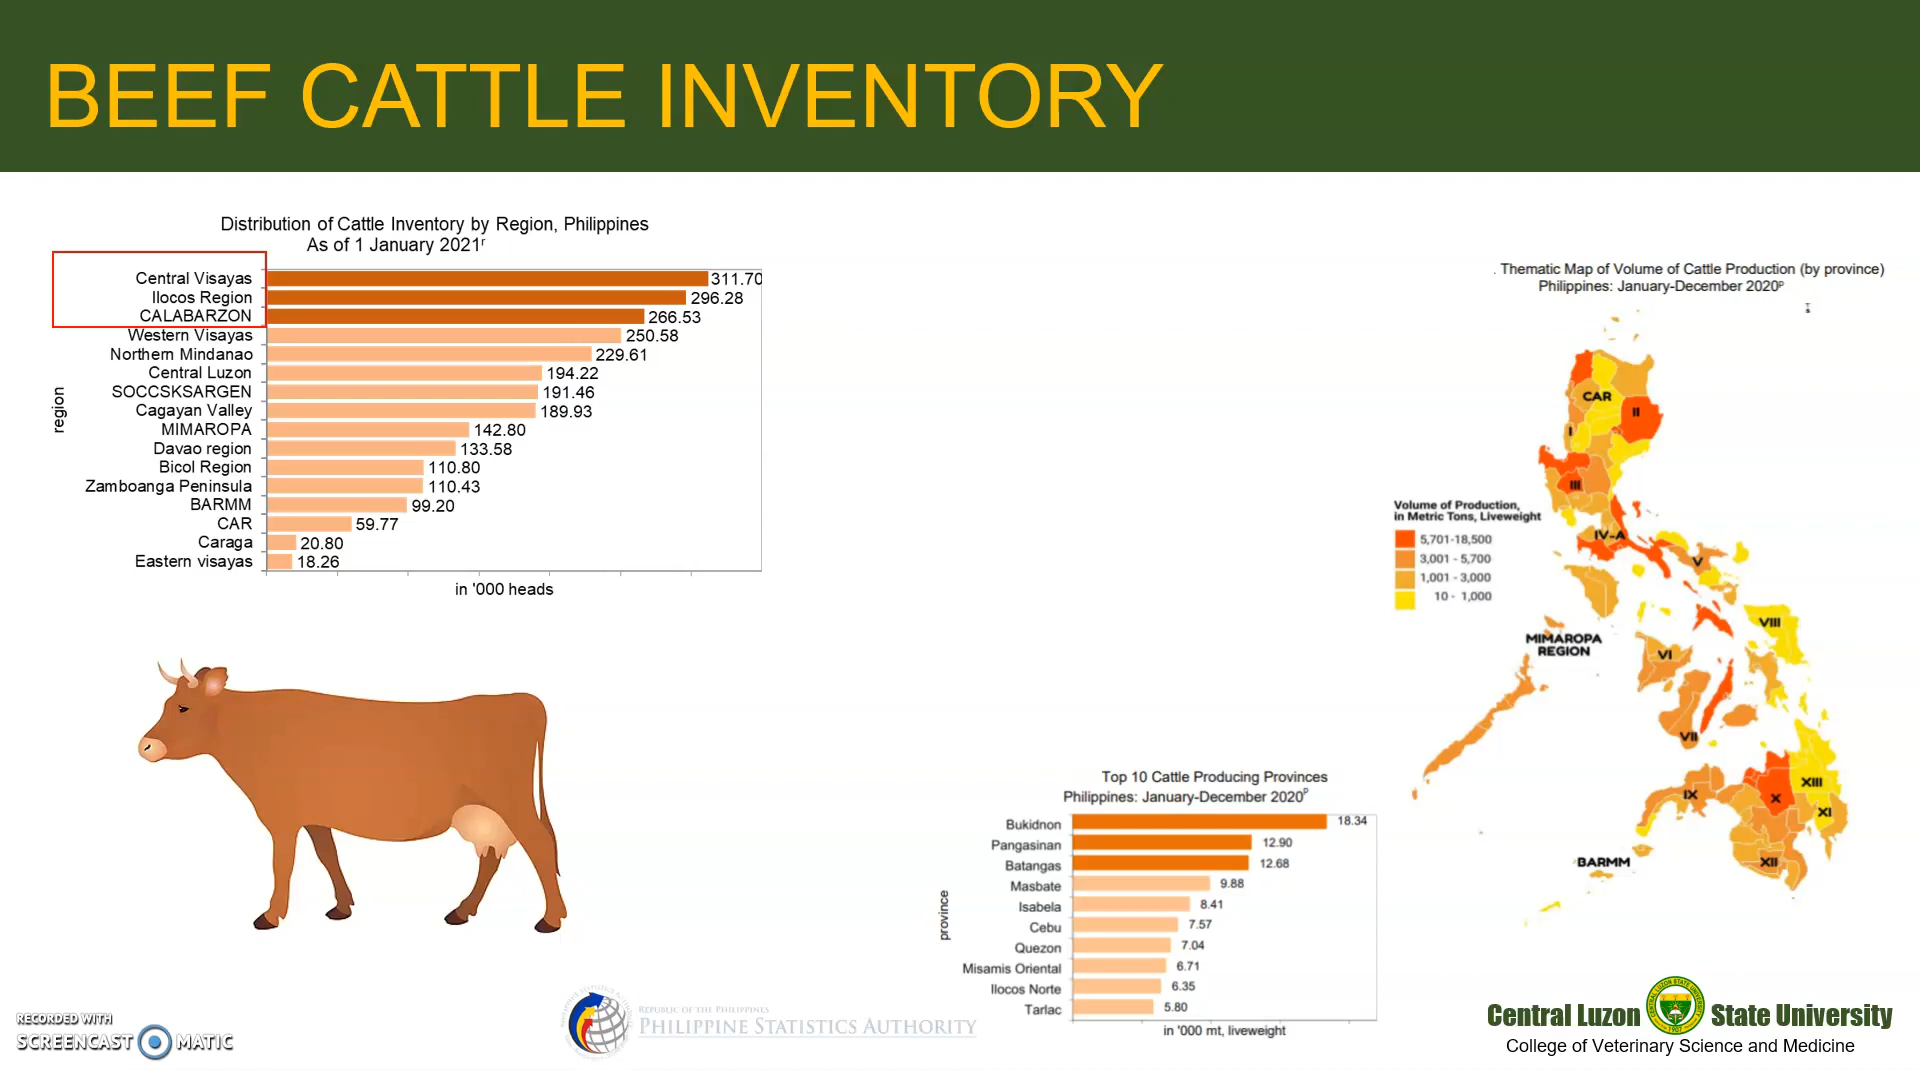 BEEF CATTLE INVENTORY
Distribution of Cattle Inventory by Region, Philippines
As of 1 January 2021r
region
Central Visayas 311.70
Ilocos Region 296.28
CALABARZON 266.53
Western Visayas 250.58
Northern Mindanao 229.61
Central Luzon 194.22
SOCCSKSARGEN 191.46
Cagayan Valley 189.93
MIMAROPA 142.80
Davao region 133.58
Bicol Region 110.80
Zamboanga Peninsula 110.43
BARMM 99.20
CAR 59.77
Caraga 20.80
Eastern visayas 18.26
in '000 heads
. Thematic Map of Volume of Cattle Production (by province)
Philippines: January-December 2020p
CAR
II
I
III
Volume of Production,
in Metric Tons, Liveweight
5,701-18,500
3,001 - 5,700
1,001 - 3,000
10 - 1,000
IV-A
V
MIMAROPA
REGION
VIII
VI
VII
IX
X
XIII
XI
BARMM
XII
Top 10 Cattle Producing Provinces
Philippines: January-December 2020p
province
Bukidnon 18.34
Pangasinan 12.90
Batangas 12.68
Masbate 9.88
Isabela 8.41
Cebu 7.57
Quezon 7.04
Misamis Oriental 6.71
Ilocos Norte 6.35
Tarlac 5.80
in '000 mt, liveweight
RECORDED WITH
SCREENCAST MATIC
REPUBLIC OF THE PHILIPPINES
PHILIPPINE STATISTICS AUTHORITY
Central Luzon State University
College of Veterinary Science and Medicine